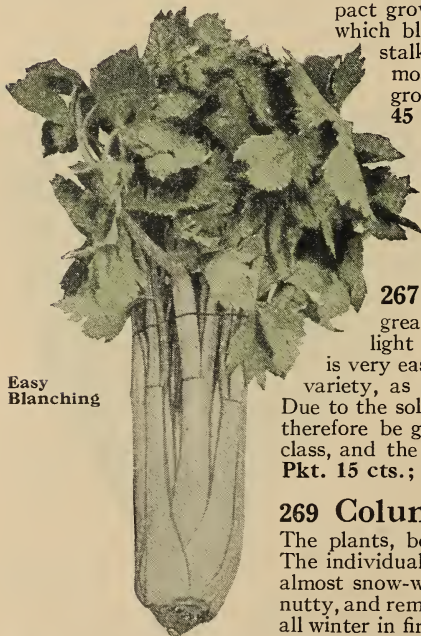 pact grow
which bl
stalk
mo
gro
45
267
grea
light
is very eas
variety, as
Easy
Blanching
Due to the sol
therefore be g
class, and the
Pkt. 15 cts.;
269 Colum
The plants, be
The individual
almost snow-w
nutty, and rem
all winter in fir